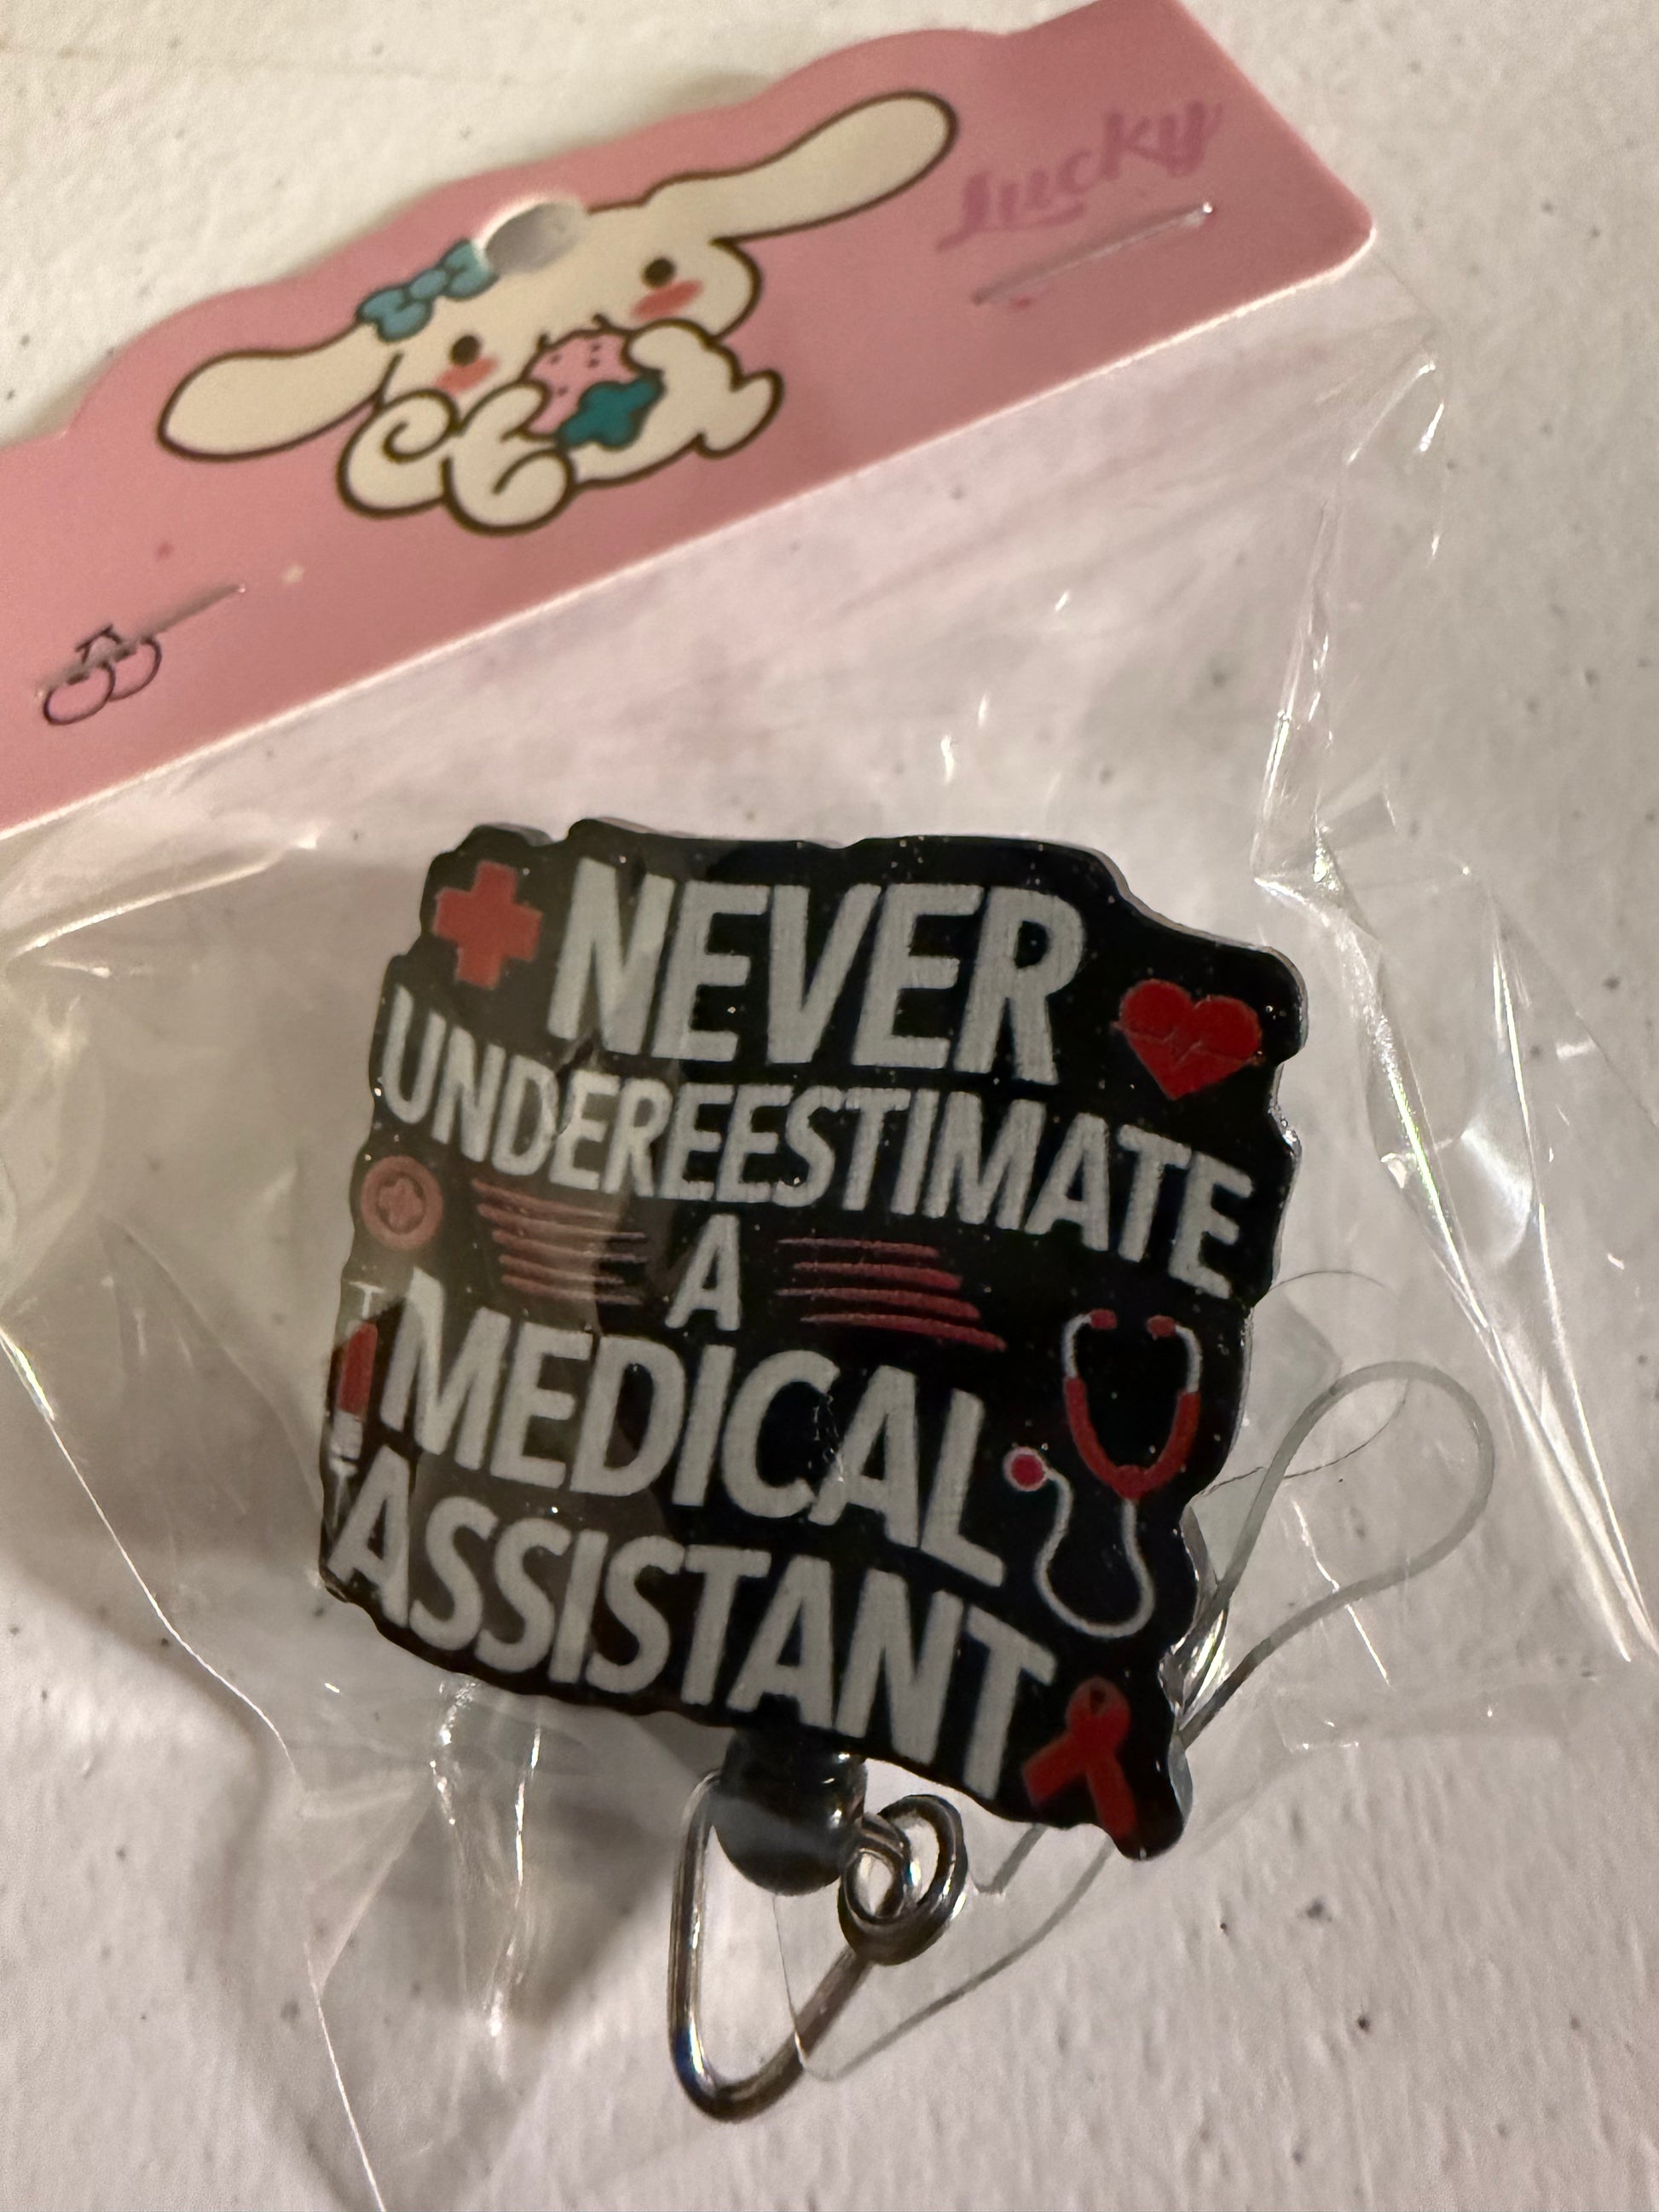 Lucky
NEVER
UNDEREESTIMATE
A
MEDICAL
ASSISTANT